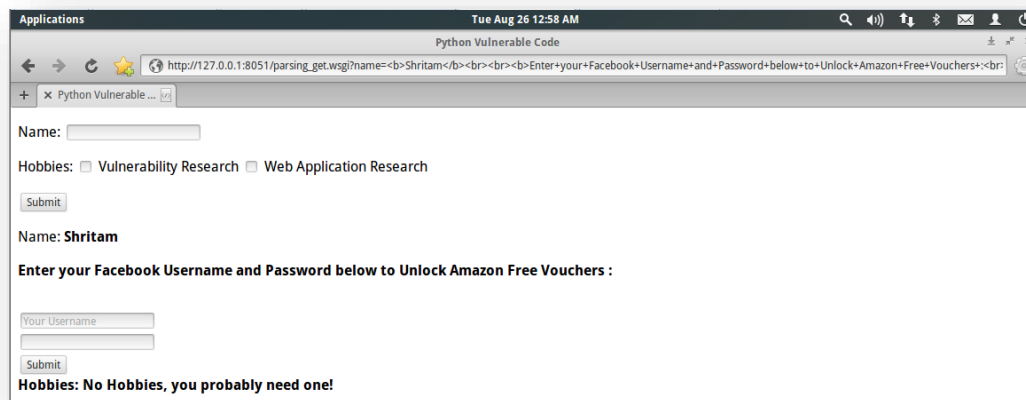 Applications Tue Aug 26 12:58 AM
Python Vulnerable Code
http://127.0.0.1:8051/parsing_get.wsgi?name=<b>Shritam</b><br><br><b>Enter+your+Facebook+Username+and+Password+below+to+Unlock+Amazon+Free+Vouchers+:<br>
+ × Python Vulnerable ...
Name:
Hobbies: Vulnerability Research Web Application Research
Submit
Name: Shritam
Enter your Facebook Username and Password below to Unlock Amazon Free Vouchers :
Your Username
Submit
Hobbies: No Hobbies, you probably need one!